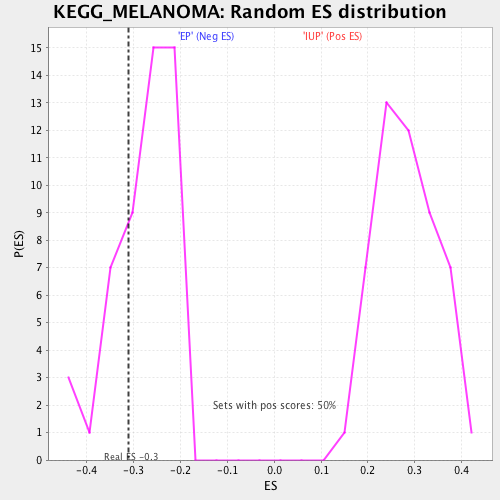 KEGG_MELANOMA: Random ES distribution
'EP' (Neg ES) 'IUP' (Pos ES)
15
14
13
12
11
10
9
8
7
6
5
4
3
2
1
0
P(ES)
Sets with pos scores: 50%
Real ES -0.3
-0.4 -0.3 -0.2 -0.1 0.0 0.1 0.2 0.3 0.4
ES